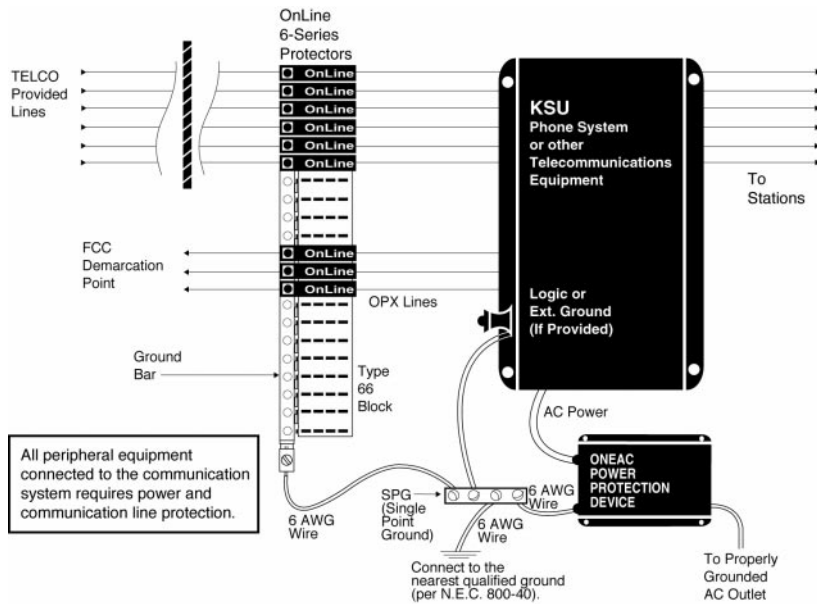 OnLine
6-Series
Protectors
TELCO
Provided
Lines
OnLine
OnLine
OnLine
OnLine
OnLine
OnLine
KSU
Phone System
or other
Telecommunications
Equipment
To
Stations
FCC
Demarcation
Point
OnLine
OnLine
OnLine
OPX Lines
Logic or
Ext. Ground
(If Provided)
Ground
Bar
Type
66
Block
AC Power
All peripheral equipment
connected to the communication
system requires power and
communication line protection.
ONEAC
POWER
PROTECTION
DEVICE
6 AWG
Wire
SPG
(Single
Point
Ground)
6 AWG
Wire
6 AWG
Wire
Connect to the
nearest qualified ground
(per N.E.C. 800-40).
To Properly
Grounded
AC Outlet